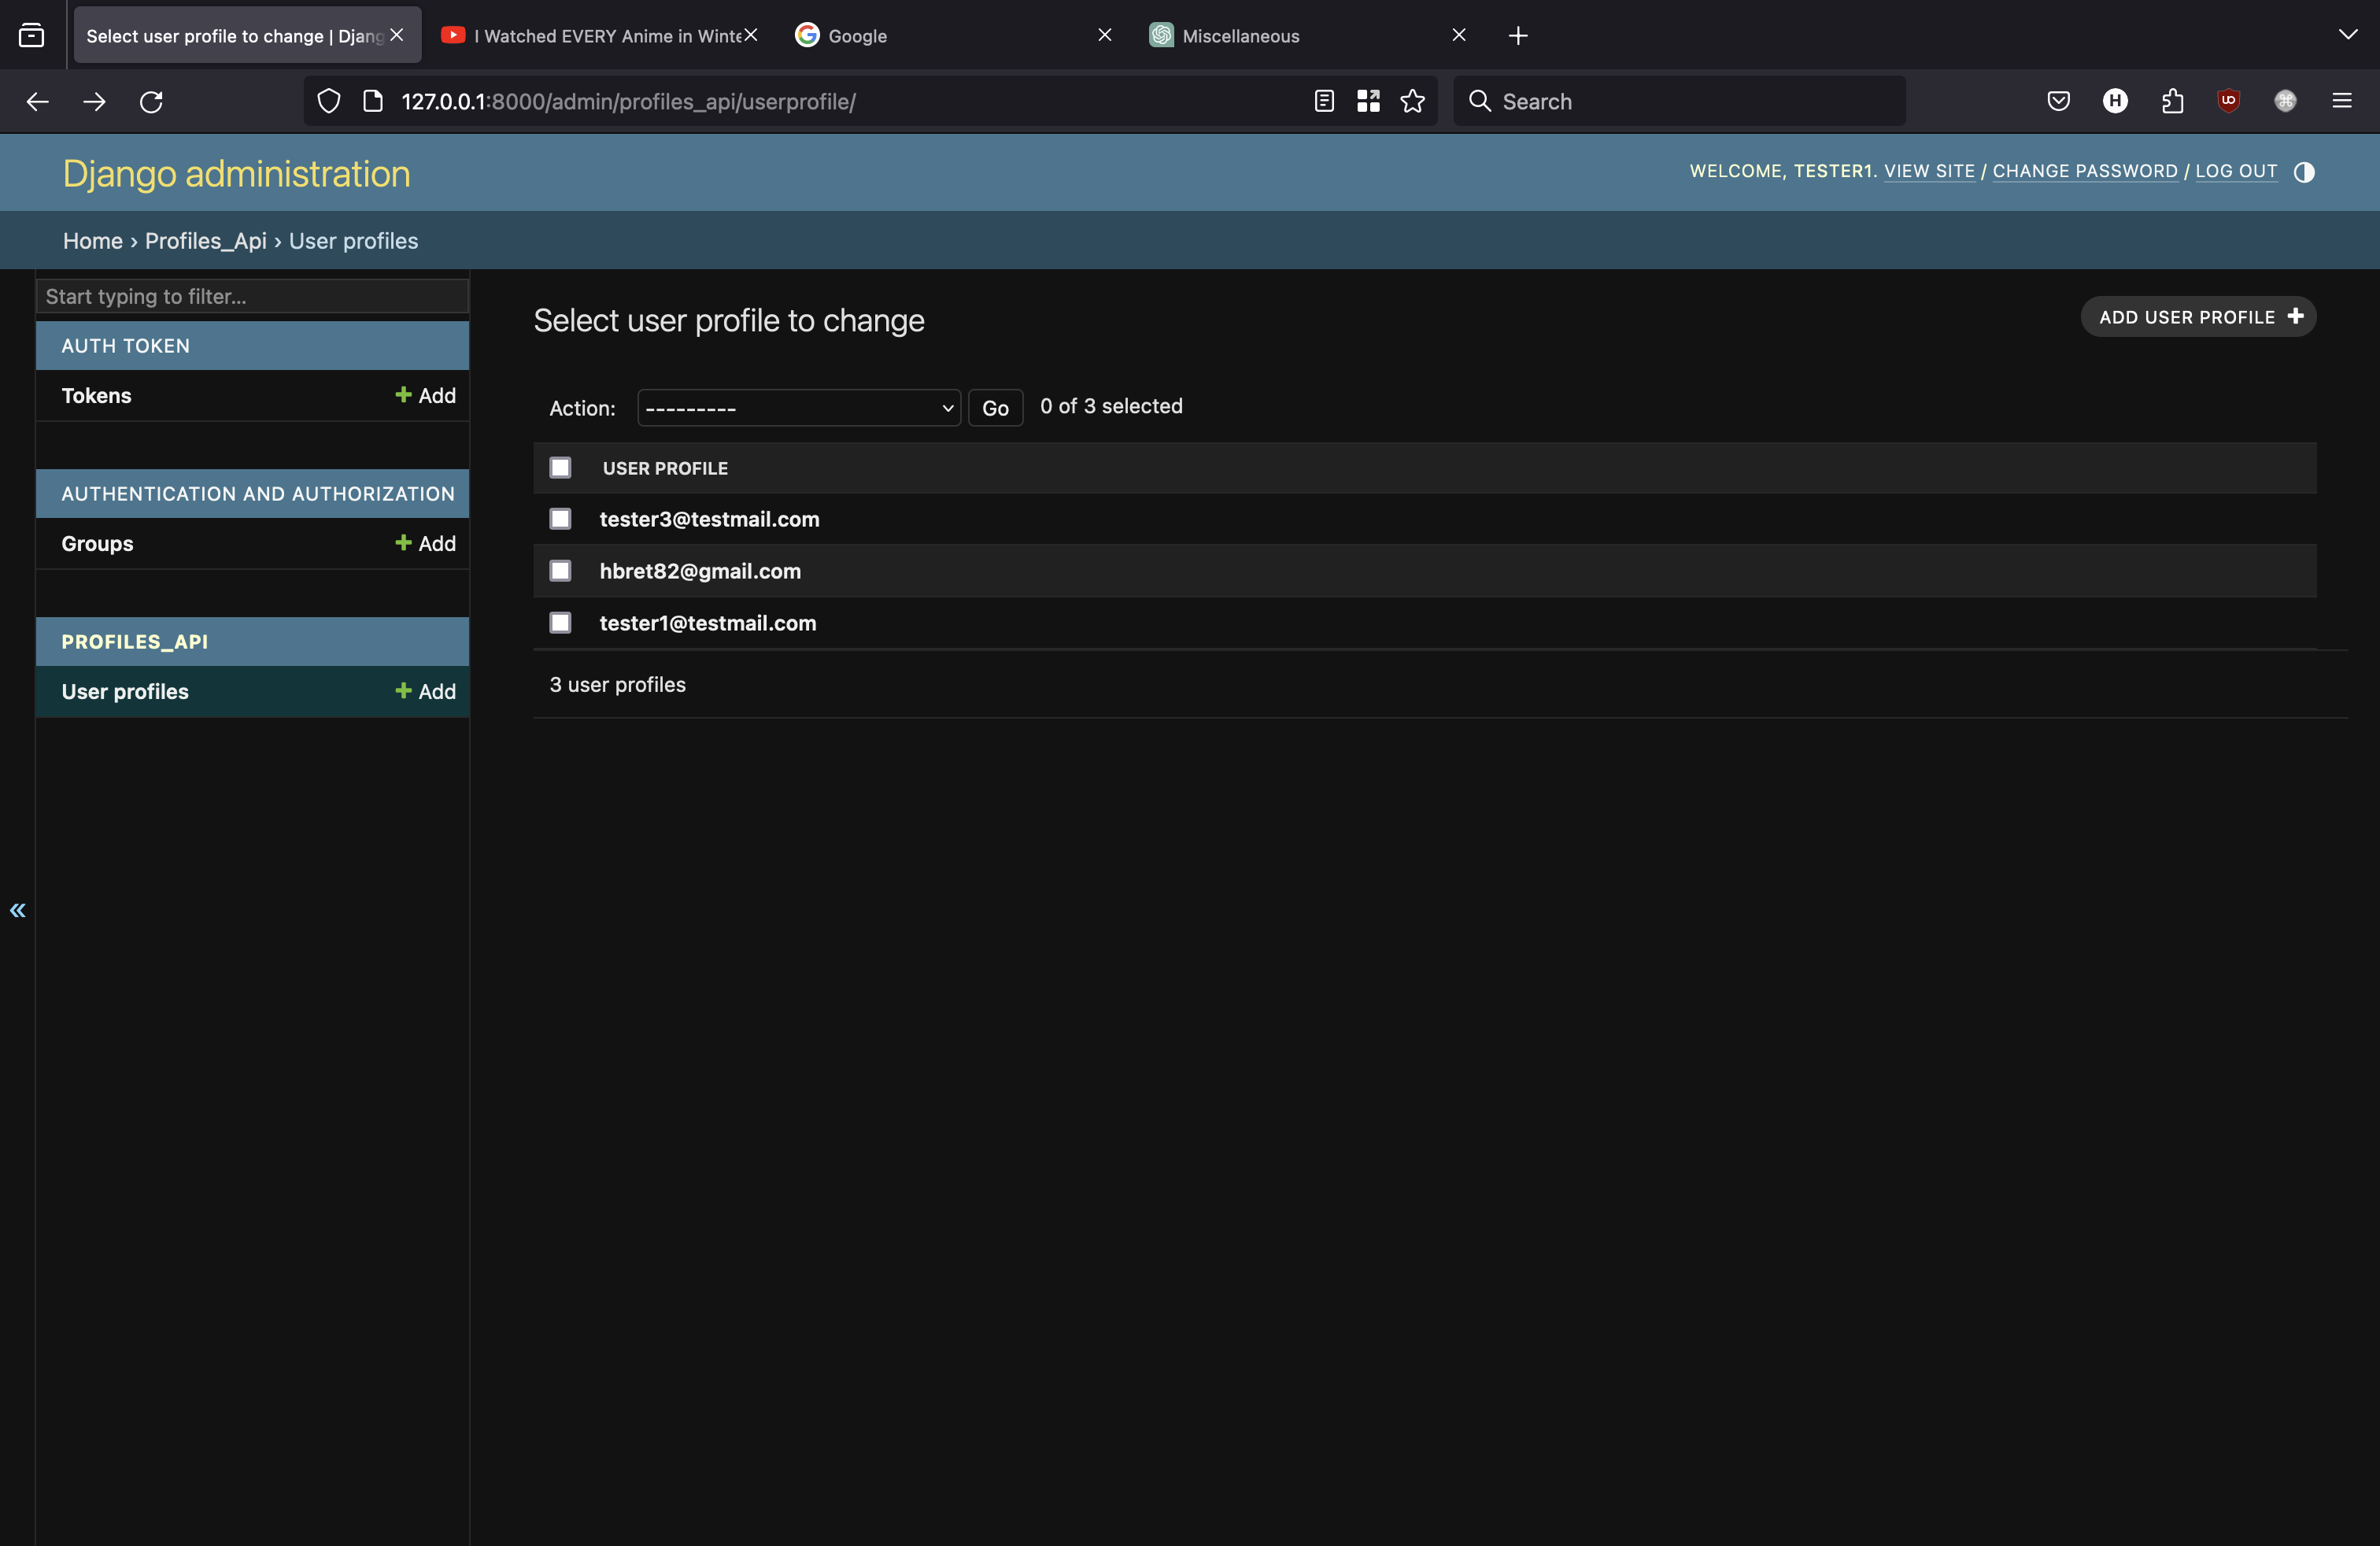 Select user profile to change | Djang
I Watched EVERY Anime in Winte
Google
Miscellaneous
127.0.0.1:8000/admin/profiles_api/userprofile/
Search
Django administration
WELCOME, TESTER1. VIEW SITE / CHANGE PASSWORD / LOG OUT
Home › Profiles_Api › User profiles
Start typing to filter...
AUTH TOKEN
Tokens
Add
AUTHENTICATION AND AUTHORIZATION
Groups
Add
PROFILES_API
User profiles
Add
Select user profile to change
ADD USER PROFILE
Action:
---------
Go
0 of 3 selected
USER PROFILE
tester3@testmail.com
hbret82@gmail.com
tester1@testmail.com
3 user profiles